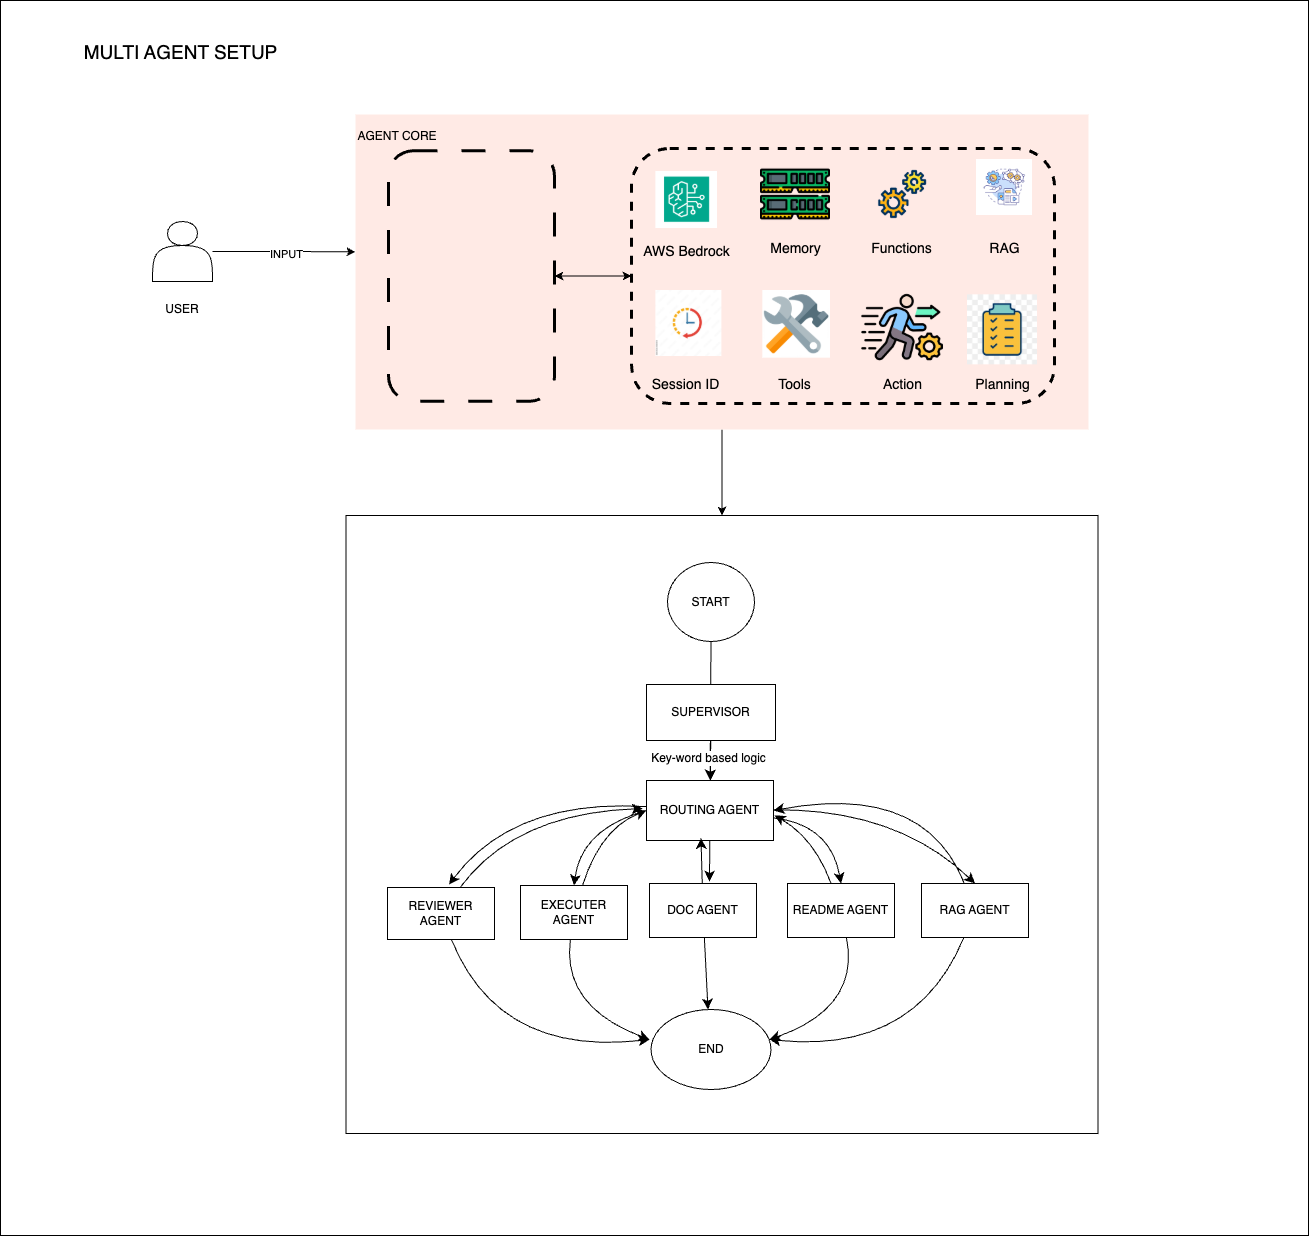 MULTI AGENT SETUP
AGENT CORE
INPUT
USER
AWS Bedrock
Memory
Functions
RAG
Session ID
Tools
Action
Planning
START
SUPERVISOR
Key-word based logic
ROUTING AGENT
REVIEWER
AGENT
EXECUTER
AGENT
DOC AGENT
README AGENT
RAG AGENT
END